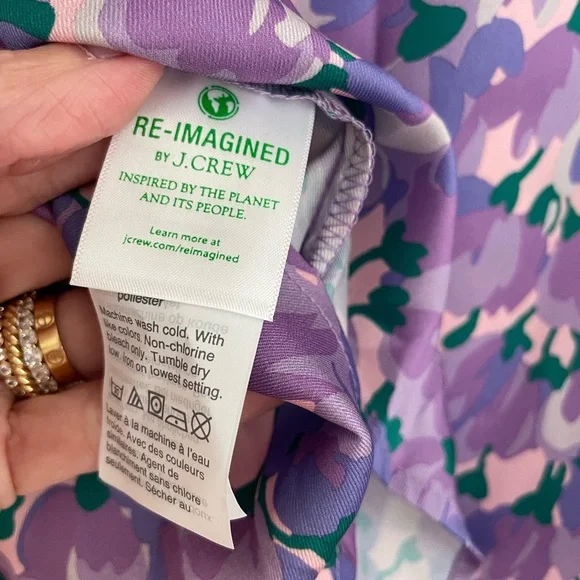 RE-IMAGINED
BY J.CREW
INSPIRED BY THE PLANET
AND ITS PEOPLE.
Learn more at
jcrew.com/reimagined
polyester
Machine wash cold. With
like colors. Non-chlorine
bleach only. Tumble dry
low. Iron on lowest setting.
Laver à la machine à l'eau
froide. Avec des couleurs
similaires. Agent de
blanchiment sans chlore
seulement. Sécher au